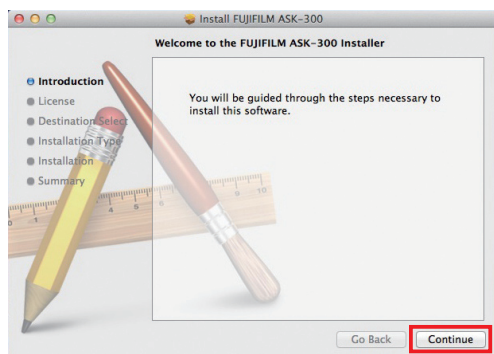 Install FUJIFILM ASK-300
Welcome to the FUJIFILM ASK-300 Installer
Introduction
License
Destination Select
Installation Type
Installation
Summary
You will be guided through the steps necessary to
install this software.
Go Back
Continue